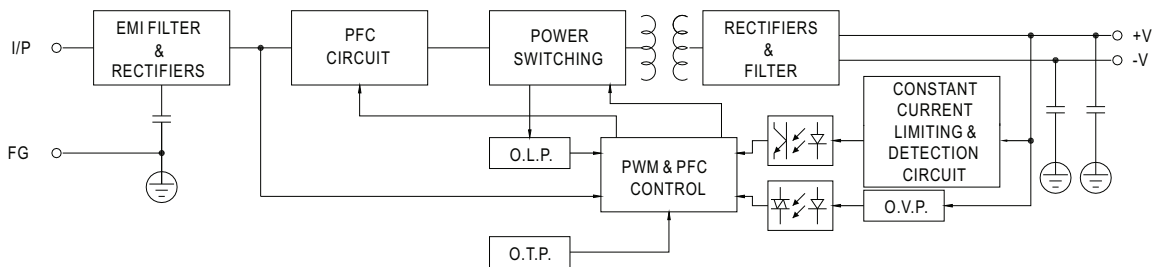 I/P
EMI FILTER
&
RECTIFIERS
PFC
CIRCUIT
POWER
SWITCHING
RECTIFIERS
&
FILTER
+V
-V
CONSTANT
CURRENT
LIMITING &
DETECTION
CIRCUIT
FG
O.L.P.
PWM & PFC
CONTROL
O.V.P.
O.T.P.